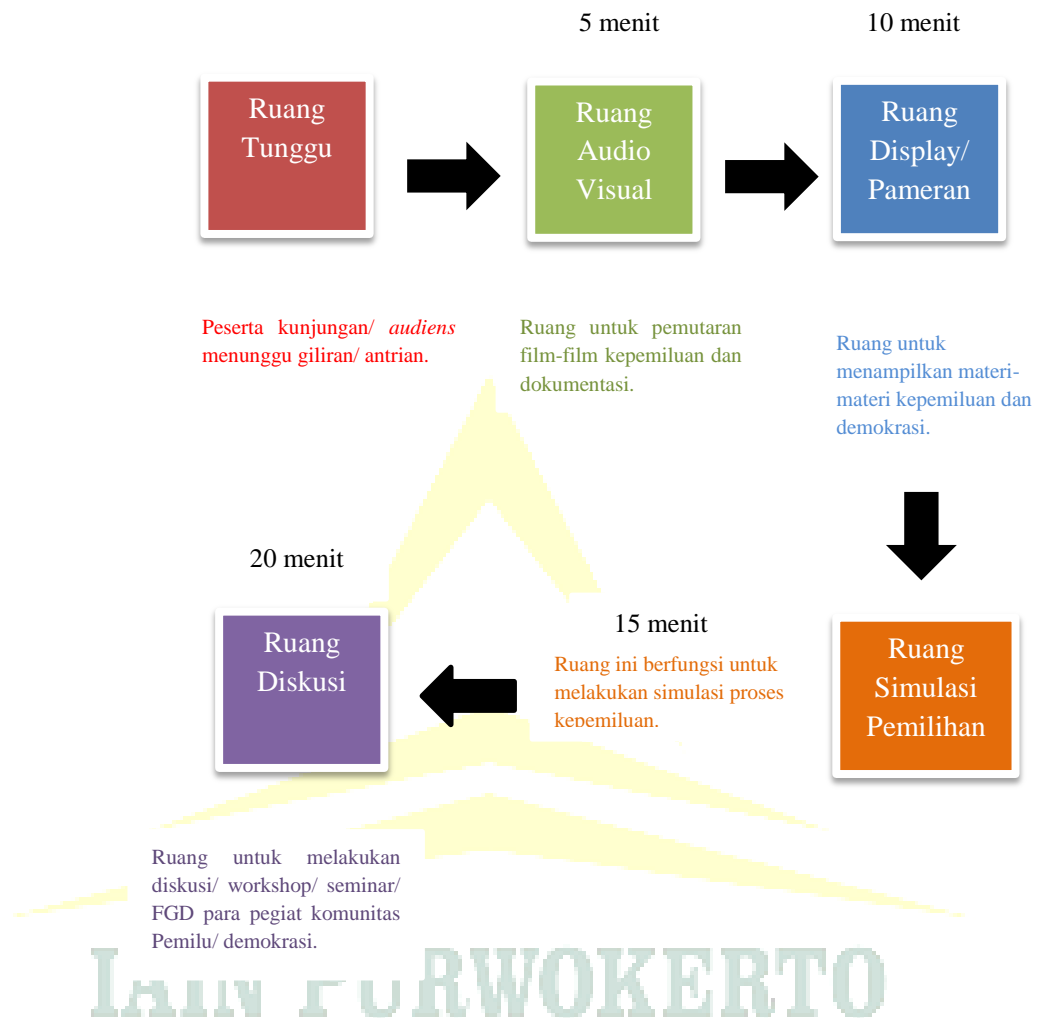 5 menit
10 menit
Ruang
Tunggu
Ruang
Audio
Visual
Ruang
Display/
Pameran
Peserta kunjungan/ audiens
menunggu giliran/ antrian.
Ruang untuk pemutaran
film-film kepemiluan dan
dokumentasi.
Ruang untuk
menampilkan materi-
materi kepemiluan dan
demokrasi.
20 menit
Ruang
Diskusi
15 menit
Ruang ini berfungsi untuk
melakukan simulasi proses
kepemiluan.
Ruang
Simulasi
Pemilihan
Ruang untuk melakukan
diskusi/ workshop/ seminar/
FGD para pegiat komunitas
Pemilu/ demokrasi.
IAIN PURWOKERTO